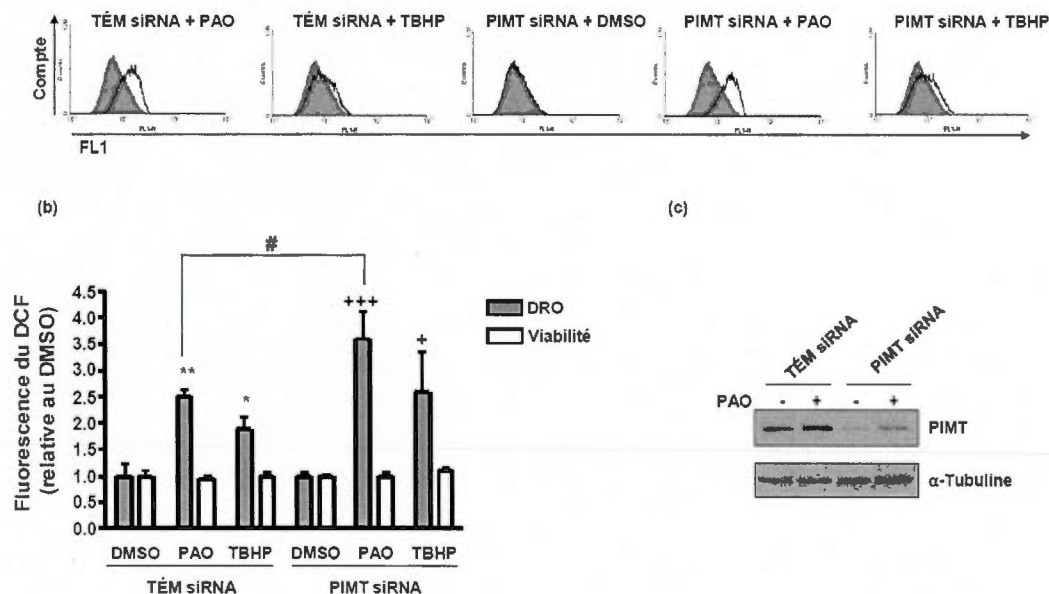 TÉM siRNA + PAO
TÉM siRNA + TBHP
PIMT siRNA + DMSO
PIMT siRNA + PAO
PIMT siRNA + TBHP
Compte
FL1
(b)
(c)
#
Fluorescence du DCF
(relative au DMSO)
4.5
4.0
3.5
3.0
2.5
2.0
1.5
1.0
0.5
0.0
**
*
+++
+
DRO
Viabilité
DMSO PAO TBHP DMSO PAO TBHP
TÉM siRNA PIMT siRNA
TÉM siRNA PIMT siRNA
PAO - + - +
PIMT
α-Tubuline